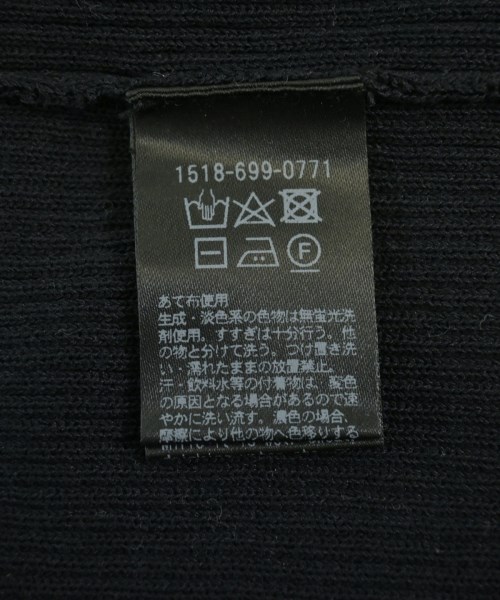 1518-699-0771
F
あて布使用
生成・淡色系の色物は無蛍光洗
剤使用。すすぎは十分行う。他
の物と分けて洗う。つけ置き洗
い・濡れたままの放置禁止。
汗・飲料水等の付着物は、変色
の原因となる場合があるので速
やかに洗い流す。濃色の場合、
摩擦により他の物へ色移りする